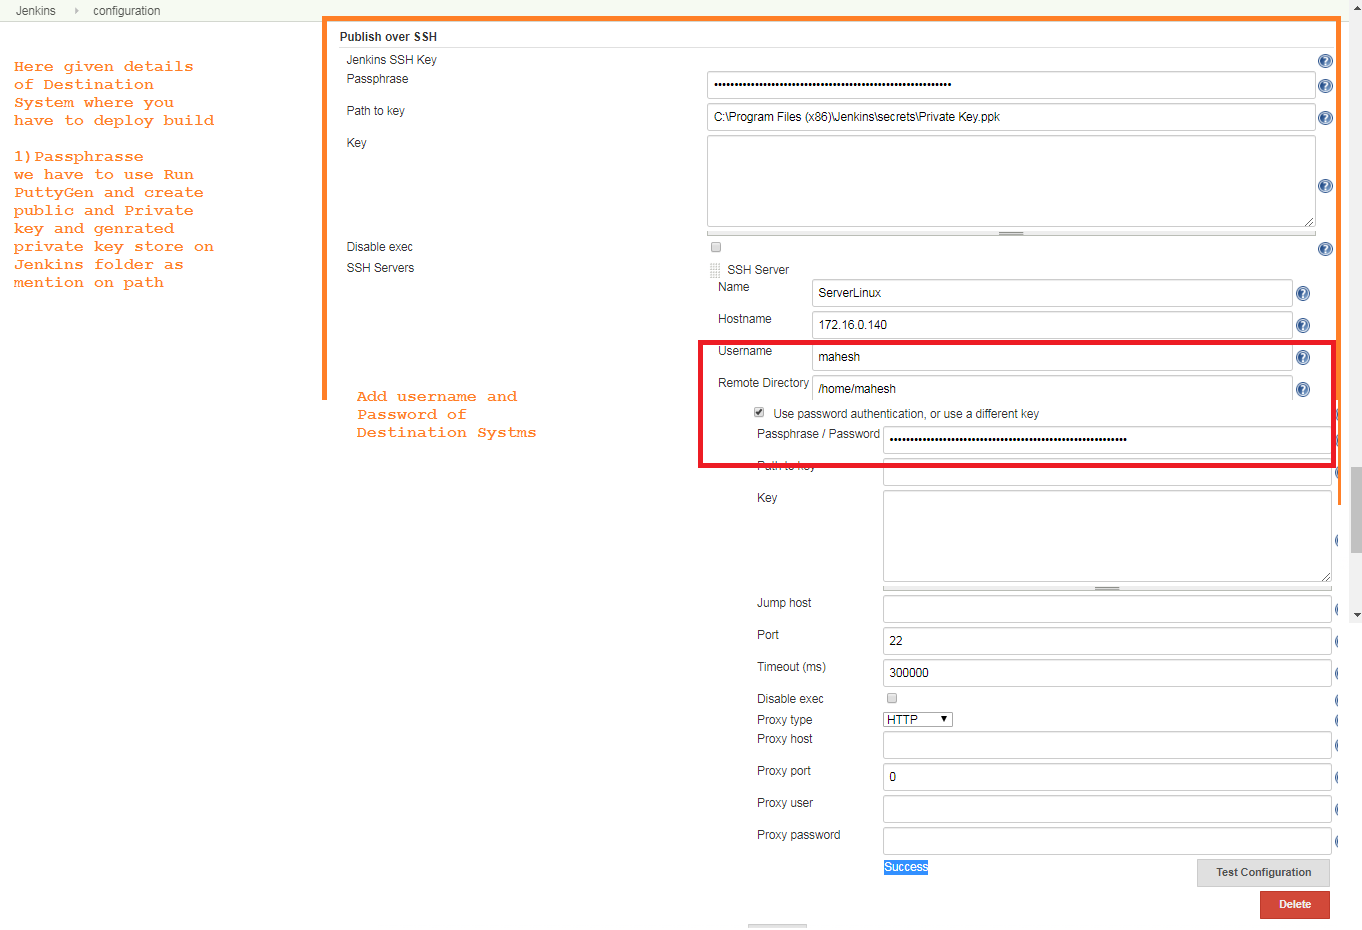 Jenkins configuration
Publish over SSH
Jenkins SSH Key
Passphrase ••••••••••••••••••••••••••••••••••••••••••••••••••••••••••
Path to key C:\Program Files (x86)\Jenkins\secrets\Private Key.ppk
Key
Disable exec
SSH Servers
SSH Server
Name ServerLinux
Hostname 172.16.0.140
Username mahesh
Remote Directory /home/mahesh
Use password authentication, or use a different key
Passphrase / Password ••••••••••••••••••••••••••••••••••••••••••••••••••••••••••
Path to key
Key
Jump host
Port 22
Timeout (ms) 300000
Disable exec
Proxy type HTTP
Proxy host
Proxy port 0
Proxy user
Proxy password
Success
Test Configuration
Delete
Here given details
of Destination
System where you
have to deploy build
1)Passphrasse
we have to use Run
PuttyGen and create
public and Private
key and genrated
private key store on
Jenkins folder as
mention on path
Add username and
Password of
Destination Systms